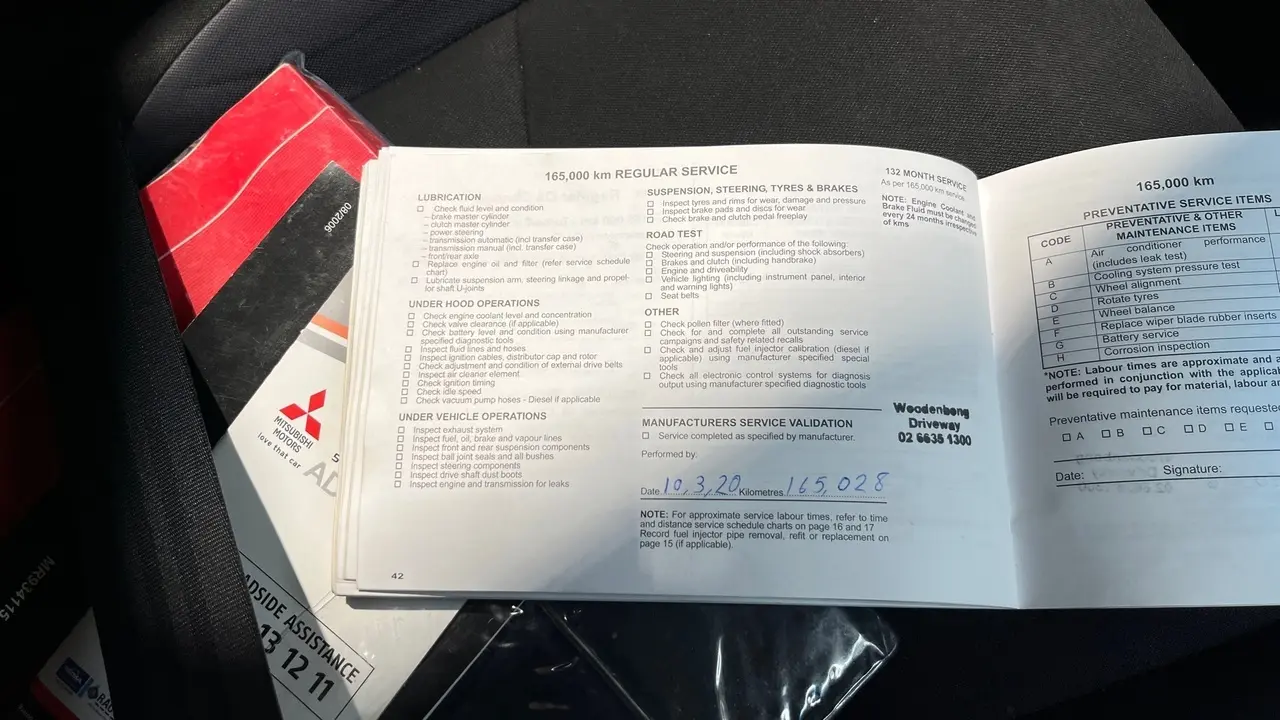 08/2006
MITSUBISHI
MOTORS
love that car
MR934115
ADSIDE ASSISTANCE
13 12 11
165,000 km REGULAR SERVICE
LUBRICATION
☐ Check fluid level and condition
– brake master cylinder
– clutch master cylinder
– power steering
– transmission automatic (incl transfer case)
– transmission manual (incl. transfer case)
– front/rear axle
☐ Replace engine oil and filter (refer service schedule
chart)
☐ Lubricate suspension arm, steering linkage and propel-
lor shaft U-joints
UNDER HOOD OPERATIONS
☐ Check engine coolant level and concentration
☐ Check valve clearance (if applicable)
☐ Check battery level and condition using manufacturer
specified diagnostic tools
☐ Inspect fluid lines and hoses
☐ Inspect ignition cables, distributor cap and rotor
☐ Check adjustment and condition of external drive belts
☐ Inspect air cleaner element
☐ Check ignition timing
☐ Check idle speed
☐ Check vacuum pump hoses - Diesel if applicable
UNDER VEHICLE OPERATIONS
☐ Inspect exhaust system
☐ Inspect fuel, oil, brake and vapour lines
☐ Inspect front and rear suspension components
☐ Inspect ball joint seals and all bushes
☐ Inspect steering components
☐ Inspect drive shaft dust boots
☐ Inspect engine and transmission for leaks
42
SUSPENSION, STEERING, TYRES & BRAKES
☐ Inspect tyres and rims for wear, damage and pressure
☐ Inspect brake pads and discs for wear
☐ Check brake and clutch pedal freeplay
ROAD TEST
Check operation and/or performance of the following:
☐ Steering and suspension (including shock absorbers)
☐ Brakes and clutch (including handbrake)
☐ Engine and driveability
☐ Vehicle lighting (including instrument panel, interior
and warning lights)
☐ Seat belts
OTHER
☐ Check pollen filter (where fitted)
☐ Check for and complete all outstanding service
campaigns and safety related recalls
☐ Check and adjust fuel injector calibration (diesel if
applicable) using manufacturer specified special
tools
☐ Check all electronic control systems for diagnosis
output using manufacturer specified diagnostic tools
MANUFACTURERS SERVICE VALIDATION
☐ Service completed as specified by manufacturer.
Performed by:
Date 10,3,20 Kilometres 165,028
NOTE: For approximate service labour times, refer to time
and distance service schedule charts on page 16 and 17
Record fuel injector pipe removal, refit or replacement on
page 15 (if applicable).
132 MONTH SERVICE
As per 165,000 km service.
NOTE: Engine Coolant and
Brake Fluid must be changed
every 24 months irrespective
of kms
Woodenbong
Driveway
02 6635 1300
165,000 km
PREVENTATIVE SERVICE ITEMS
CODE PREVENTATIVE & OTHER
MAINTENANCE ITEMS
A Air conditioner performance
(includes leak test)
B Cooling system pressure test
C Wheel alignment
D Rotate tyres
E Wheel balance
F Replace wiper blade rubber inserts
G Battery service
H Corrosion inspection
*NOTE: Labour times are approximate and
performed in conjunction with the
will be required to pay for material, labour
Preventative maintenance items
☐ A ☐ B ☐ C ☐ D ☐ E ☐
Date: Signature: